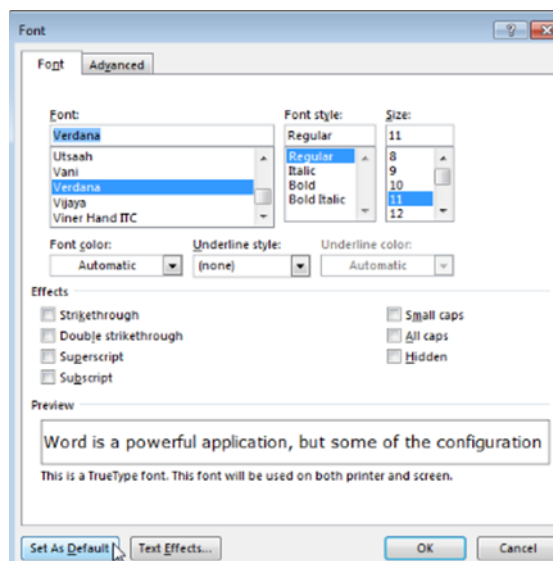 Font
Font Advanced
Font: Font style: Size:
Verdana Regular 11
Utsaah Regular 8
Vani Italic 9
Verdana Bold 10
Vijaya Bold Italic 11
Viner Hand ITC 12
Font color: Underline style: Underline color:
Automatic (none) Automatic
Effects
Strikethrough Small caps
Double strikethrough All caps
Superscript Hidden
Subscript
Preview
Word is a powerful application, but some of the configuration
This is a TrueType font. This font will be used on both printer and screen.
Set As Default Text Effects... OK Cancel